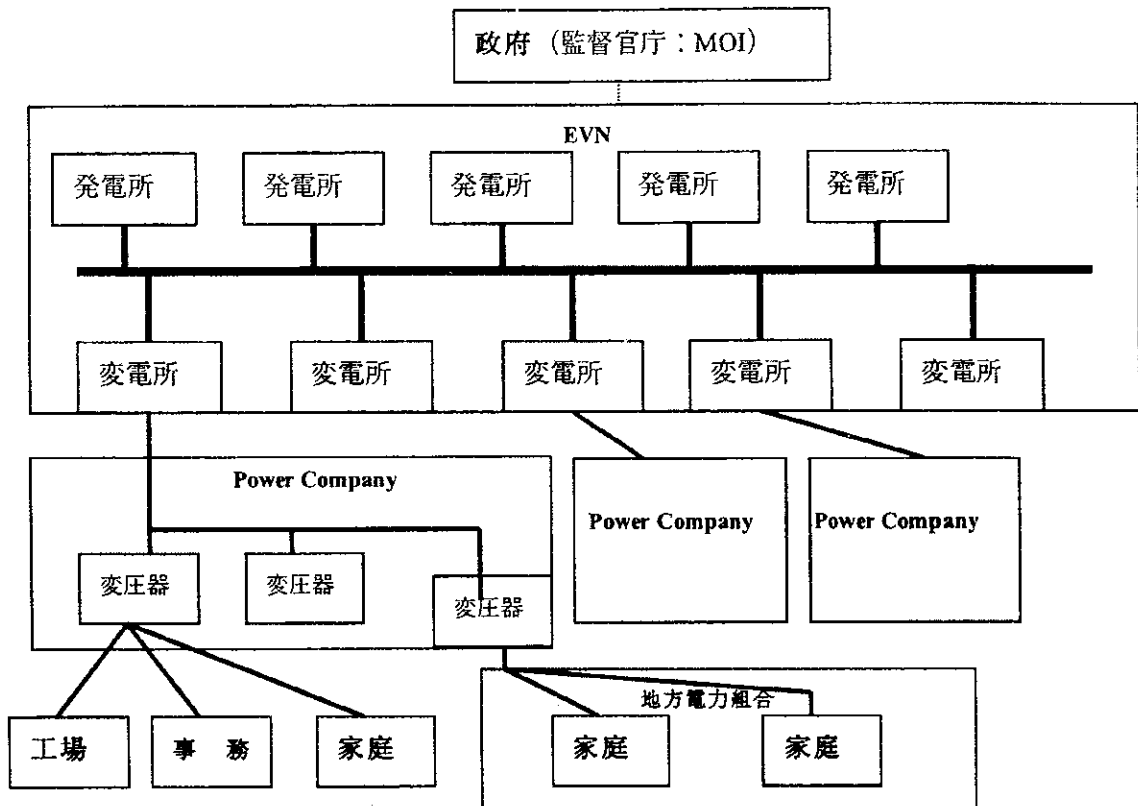 政府（監督官庁：MOI）
EVN
発電所
発電所
発電所
発電所
発電所
変電所
変電所
変電所
変電所
変電所
Power Company
Power Company
Power Company
変圧器
変圧器
変圧器
地方電力組合
工場
事　務
家庭
家庭
家庭